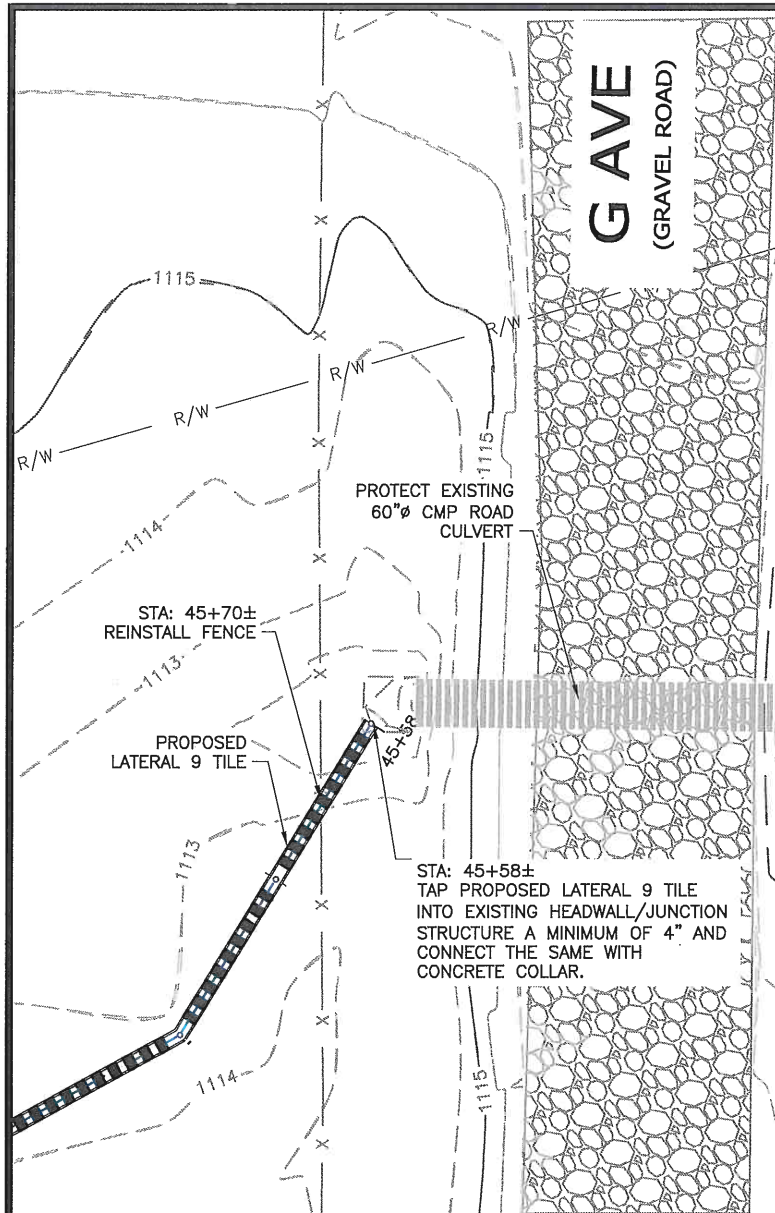 G AVE
(GRAVEL ROAD)
1115
R/W
R/W
R/W
R/W
X
X
X
X
X
X
X
X
X
1115
1114
PROTECT EXISTING
60"ø CMP ROAD
CULVERT
STA: 45+70±
REINSTALL FENCE
1113
PROPOSED
LATERAL 9 TILE
45+58
1113
STA: 45+58±
TAP PROPOSED LATERAL 9 TILE
INTO EXISTING HEADWALL/JUNCTION
STRUCTURE A MINIMUM OF 4" AND
CONNECT THE SAME WITH
CONCRETE COLLAR.
1114
1115